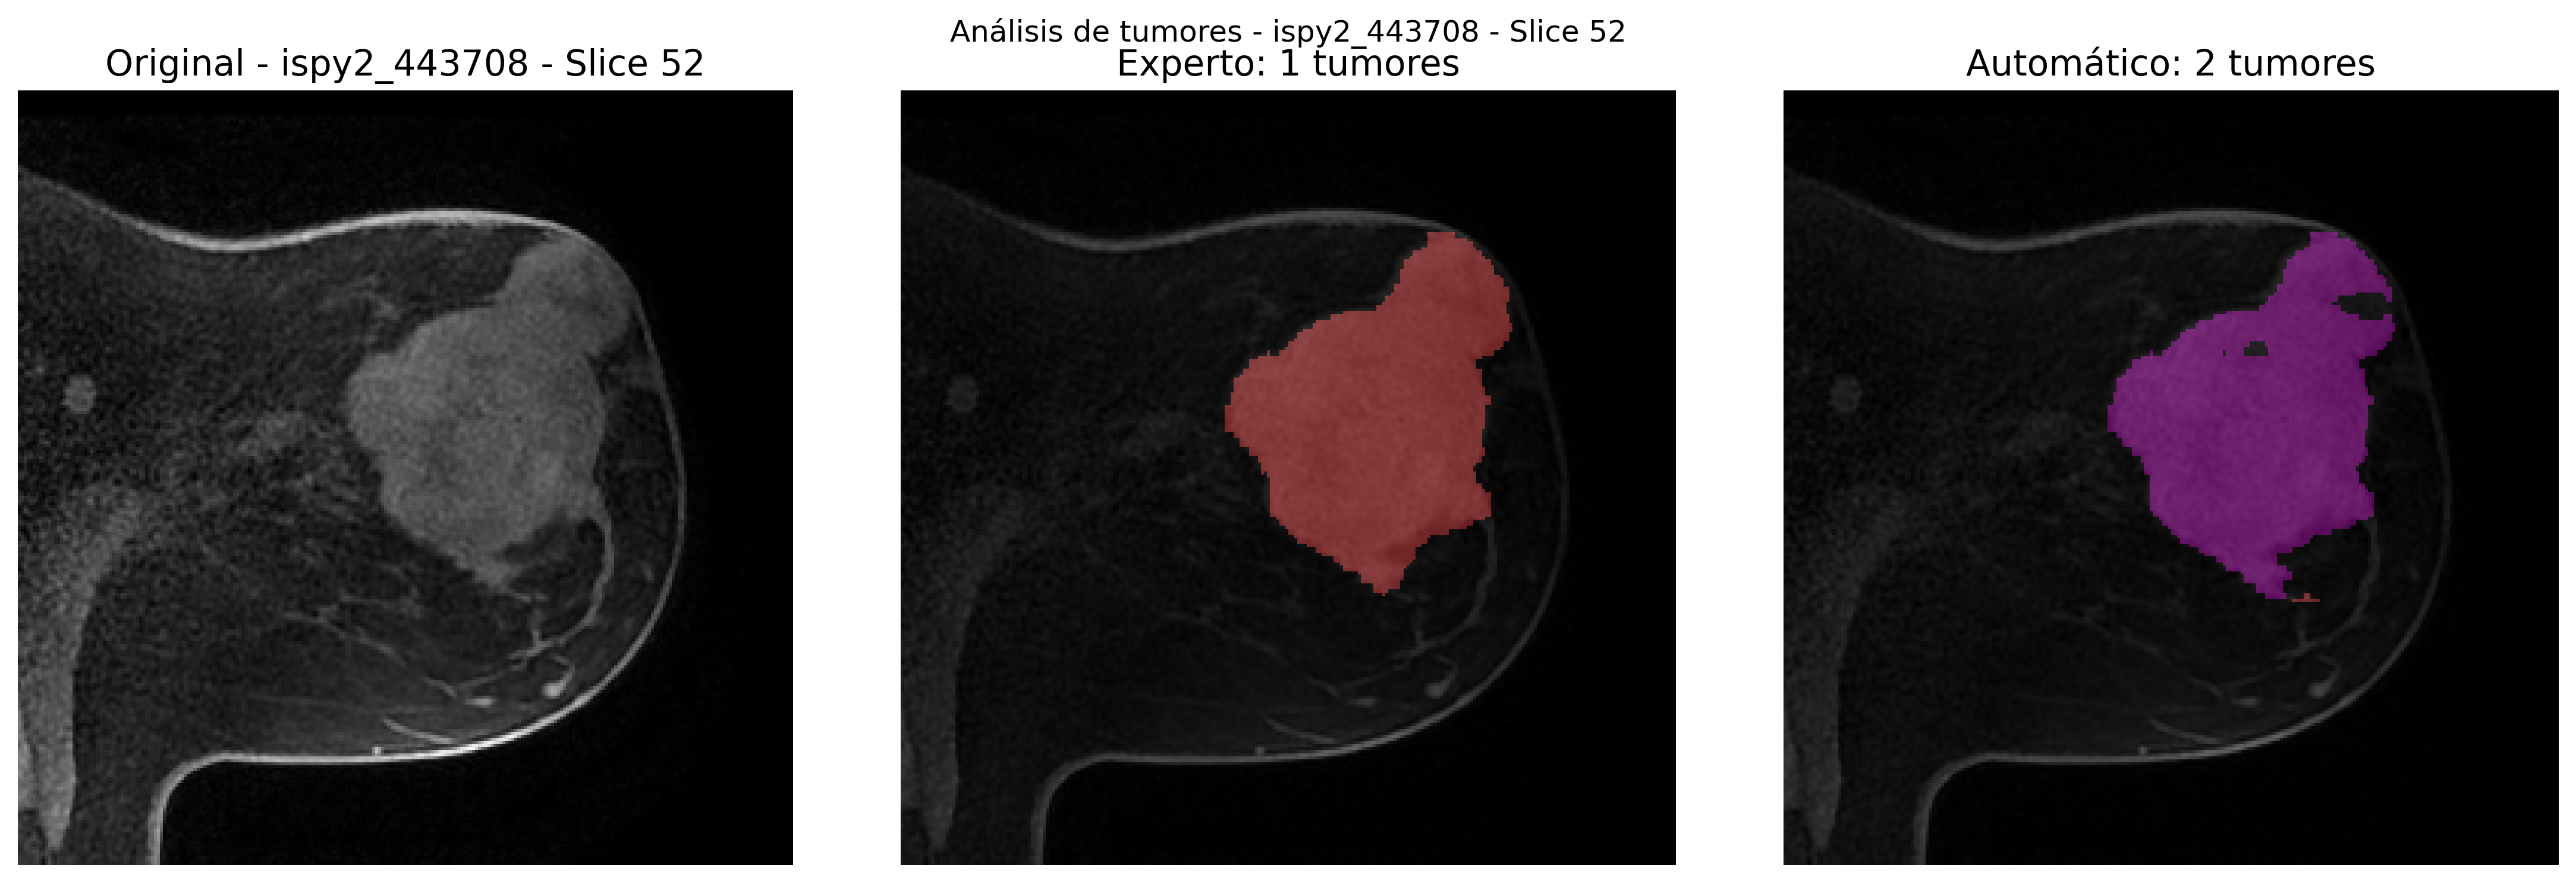 Análisis de tumores - ispy2_443708 - Slice 52
Original - ispy2_443708 - Slice 52
Experto: 1 tumores
Automático: 2 tumores